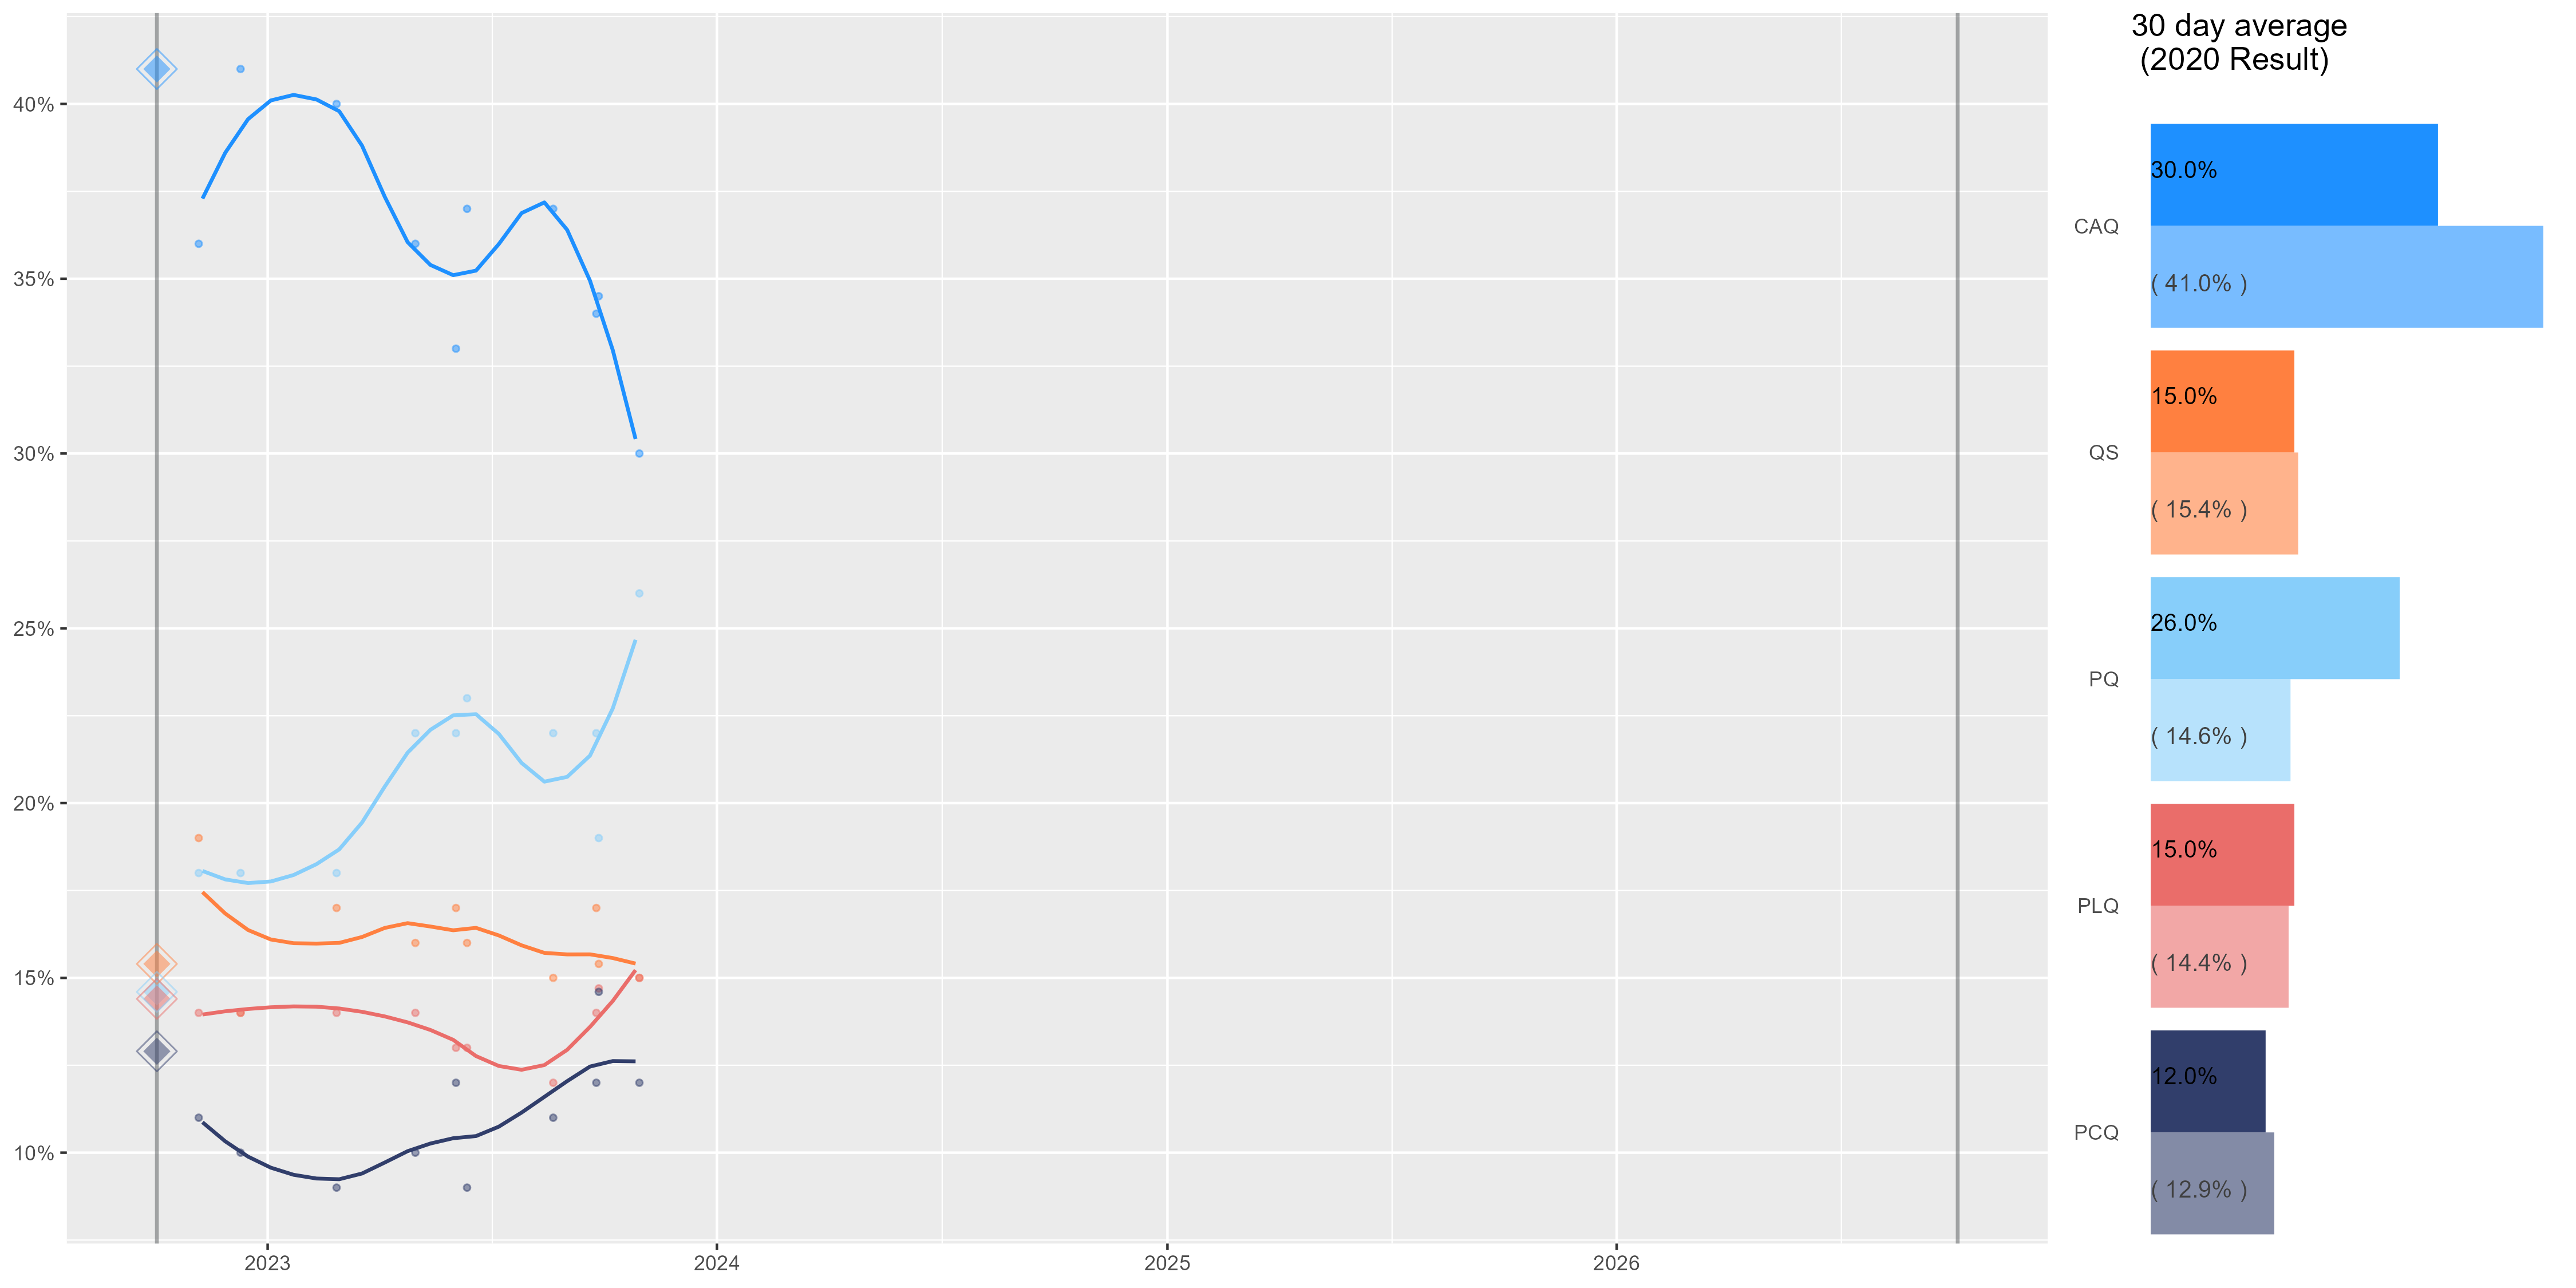 40%
35%
30%
25%
20%
15%
10%
2023
2024
2025
2026
30 day average
(2020 Result)
CAQ
30.0%
( 41.0% )
QS
15.0%
( 15.4% )
PQ
26.0%
( 14.6% )
PLQ
15.0%
( 14.4% )
PCQ
12.0%
( 12.9% )